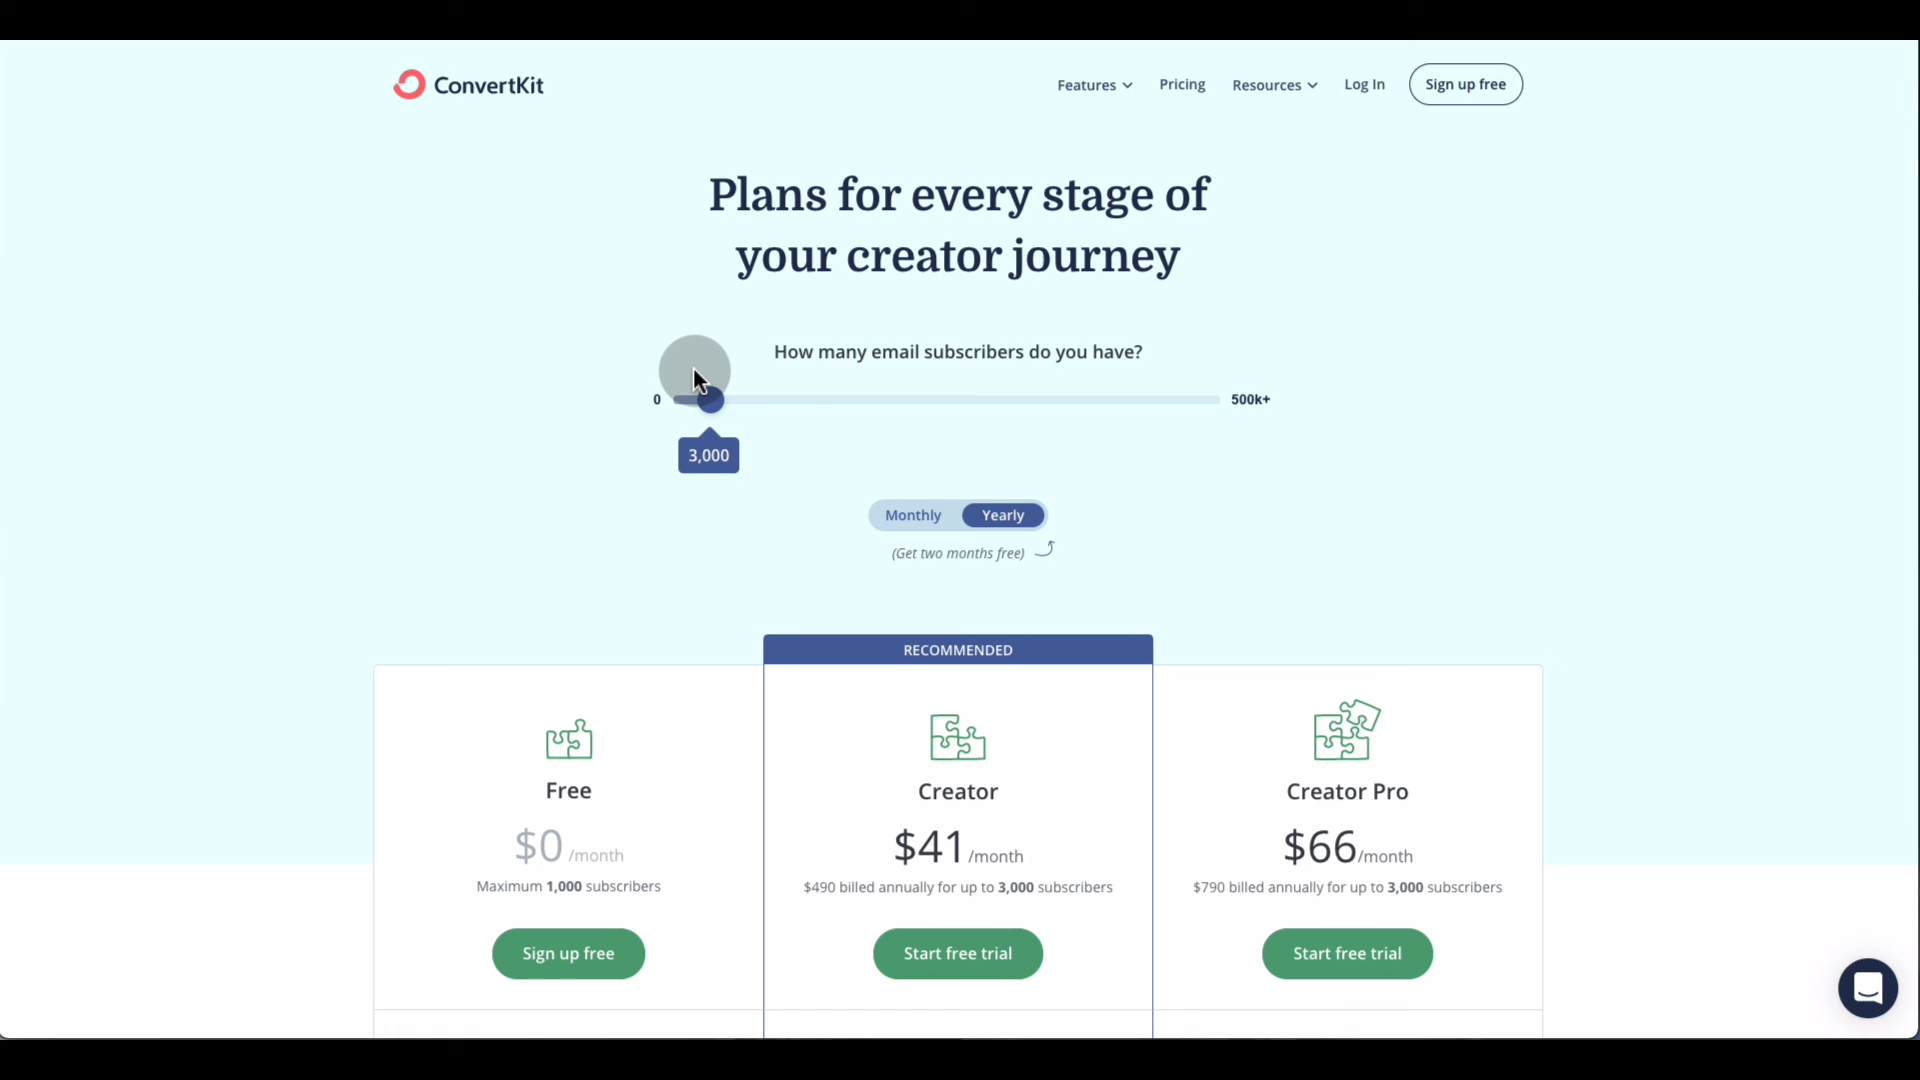 ConvertKit
Features Pricing Resources Log In Sign up free
Plans for every stage of
your creator journey
How many email subscribers do you have?
0 500k+
3,000
Monthly Yearly
(Get two months free)
RECOMMENDED
Free Creator Creator Pro
$0 /month $41 /month $66/month
Maximum 1,000 subscribers $490 billed annually for up to 3,000 subscribers $790 billed annually for up to 3,000 subscribers
Sign up free Start free trial Start free trial